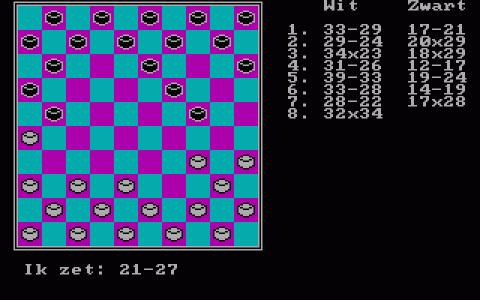 Wit Zwart
1. 33-29 17-21
2. 29-24 20x29
3. 34x23 18x29
4. 31-26 12-17
5. 39-33 19-24
6. 33-28 14-19
7. 28-22 17x28
8. 32x34
Ik zet: 21-27